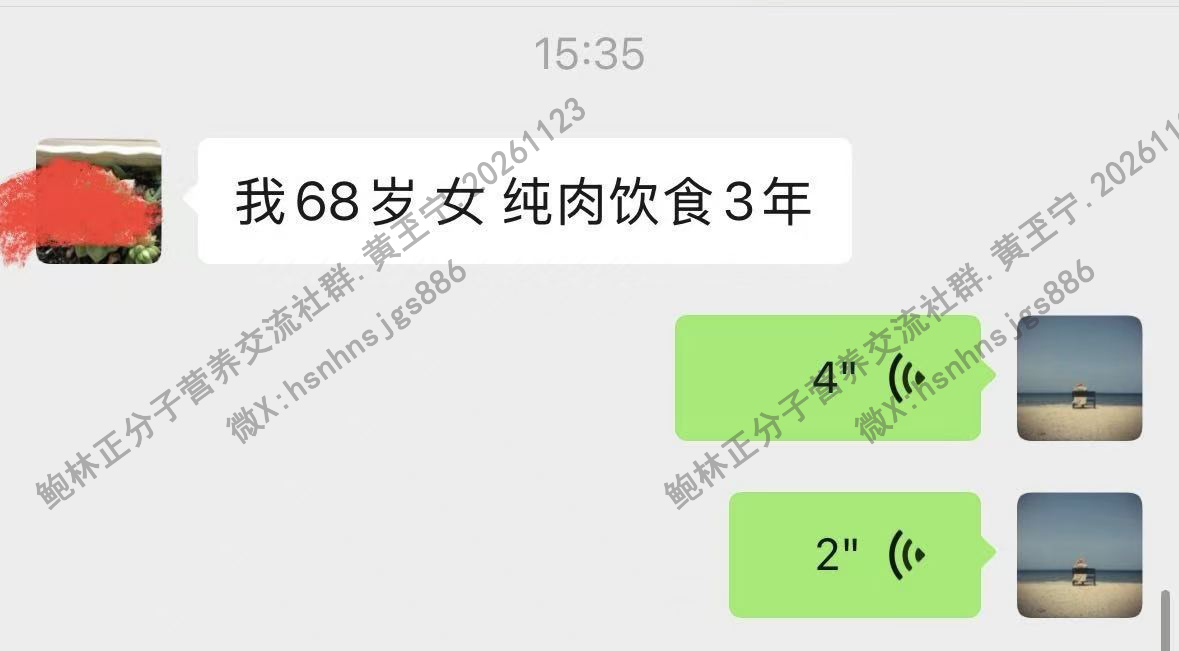 15:35
我68岁 女 纯肉饮食3年
4"
2"
鲍林正分子营养交流社群.黄玉宁.20261123
微X:hsnhnsjgs886
鲍林正分子营养交流社群.黄玉宁.202611
微X:hsnhnsjgs886